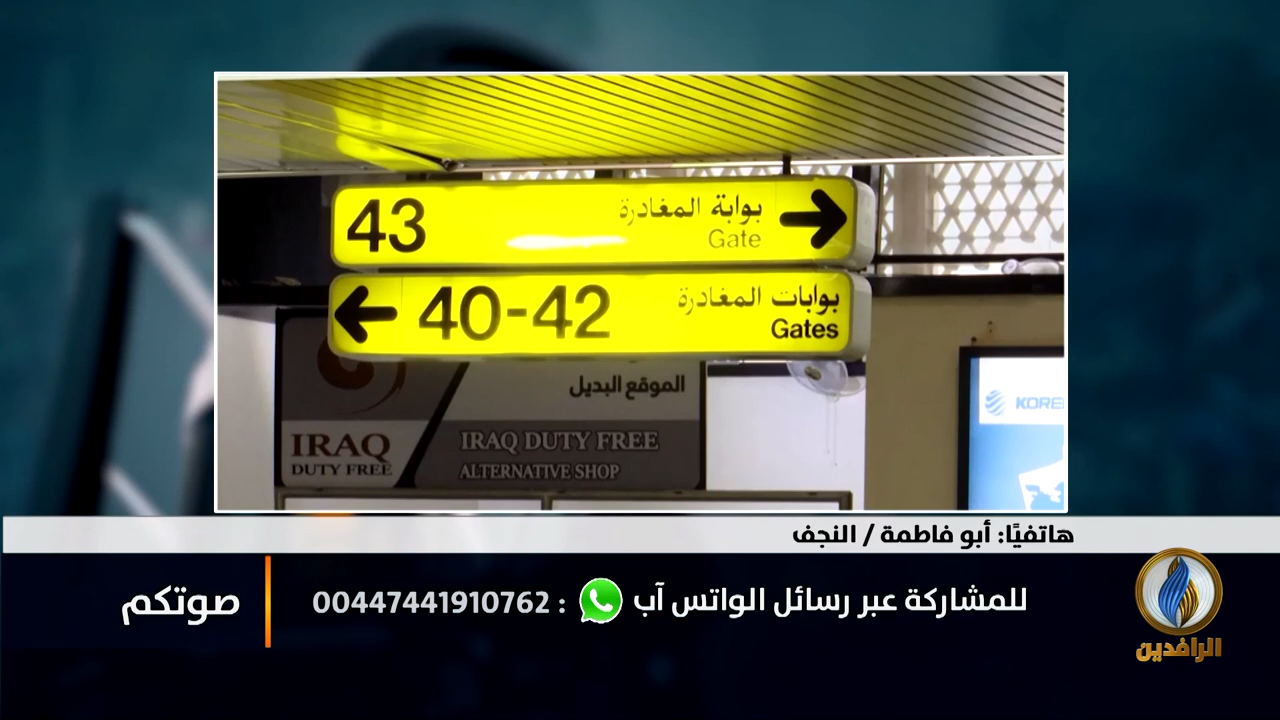 43 بوابة المغادرة
Gate
40-42 بوابات المغادرة
Gates
الموقع البديل
IRAQ
DUTY FREE
IRAQ DUTY FREE
ALTERNATIVE SHOP
KORE
هاتفيًا: أبو فاطمة / النجف
للمشاركة عبر رسائل الواتس آب : 00447441910762
صوتكم
الرافدين